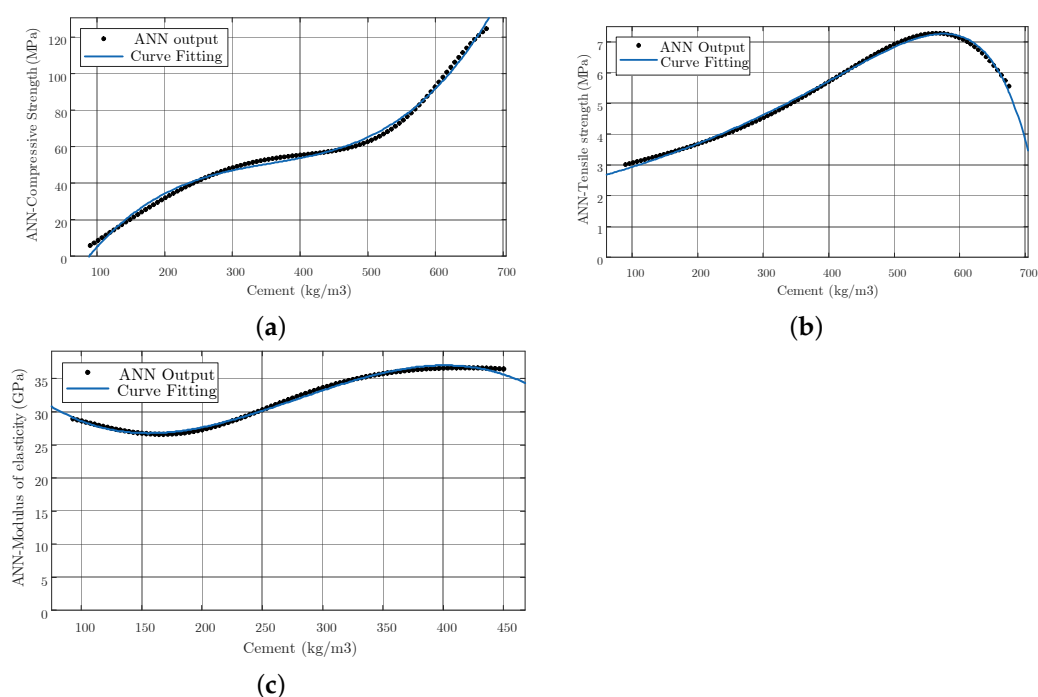 ANN-Compressive Strength (MPa)
120
100
80
60
40
20
0
ANN output
Curve Fitting
100 200 300 400 500 600 700
Cement (kg/m3)
(a)
ANN-Tensile strength (MPa)
7
6
5
4
3
2
1
0
ANN Output
Curve Fitting
100 200 300 400 500 600 700
Cement (kg/m3)
(b)
ANN-Modulus of elasticity (GPa)
35
30
25
20
15
10
5
0
ANN Output
Curve Fitting
100 150 200 250 300 350 400 450
Cement (kg/m3)
(c)